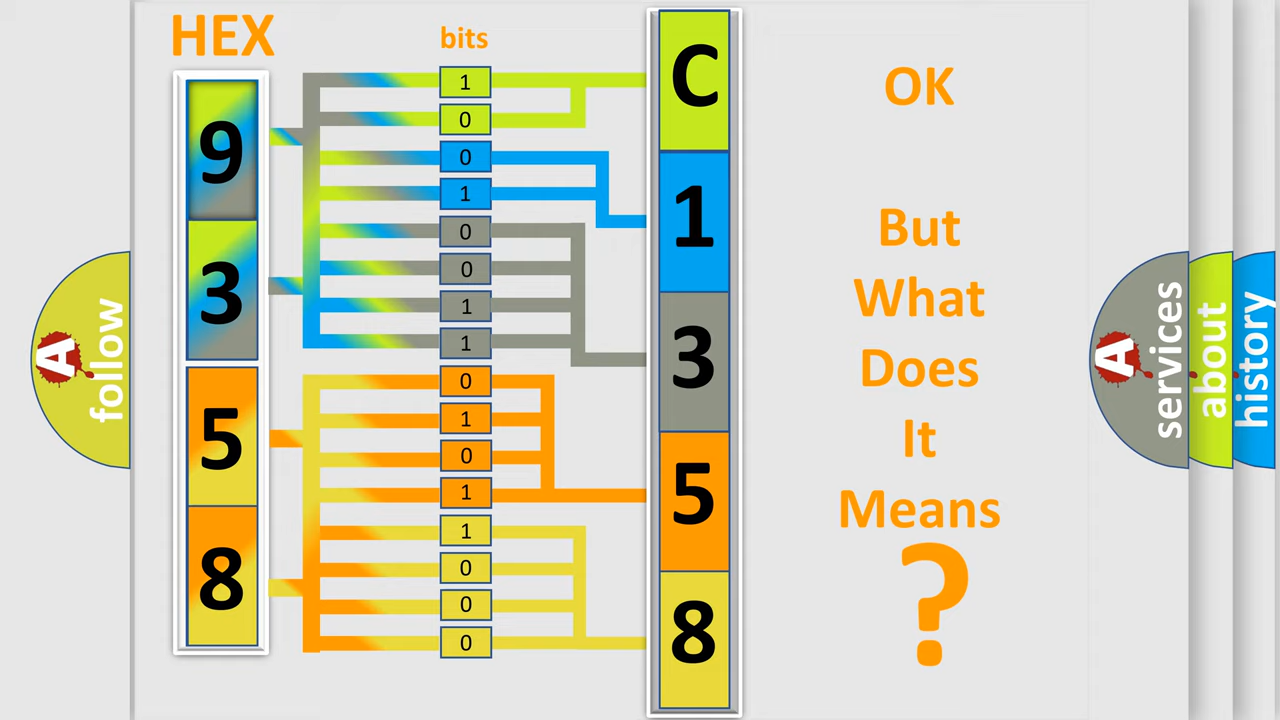 HEX
bits
9
3
5
8
1
0
0
1
0
0
1
1
0
1
0
1
1
0
0
0
C
1
3
5
8
OK
But
What
Does
It
Means
?
A
follow
A
services
about
history